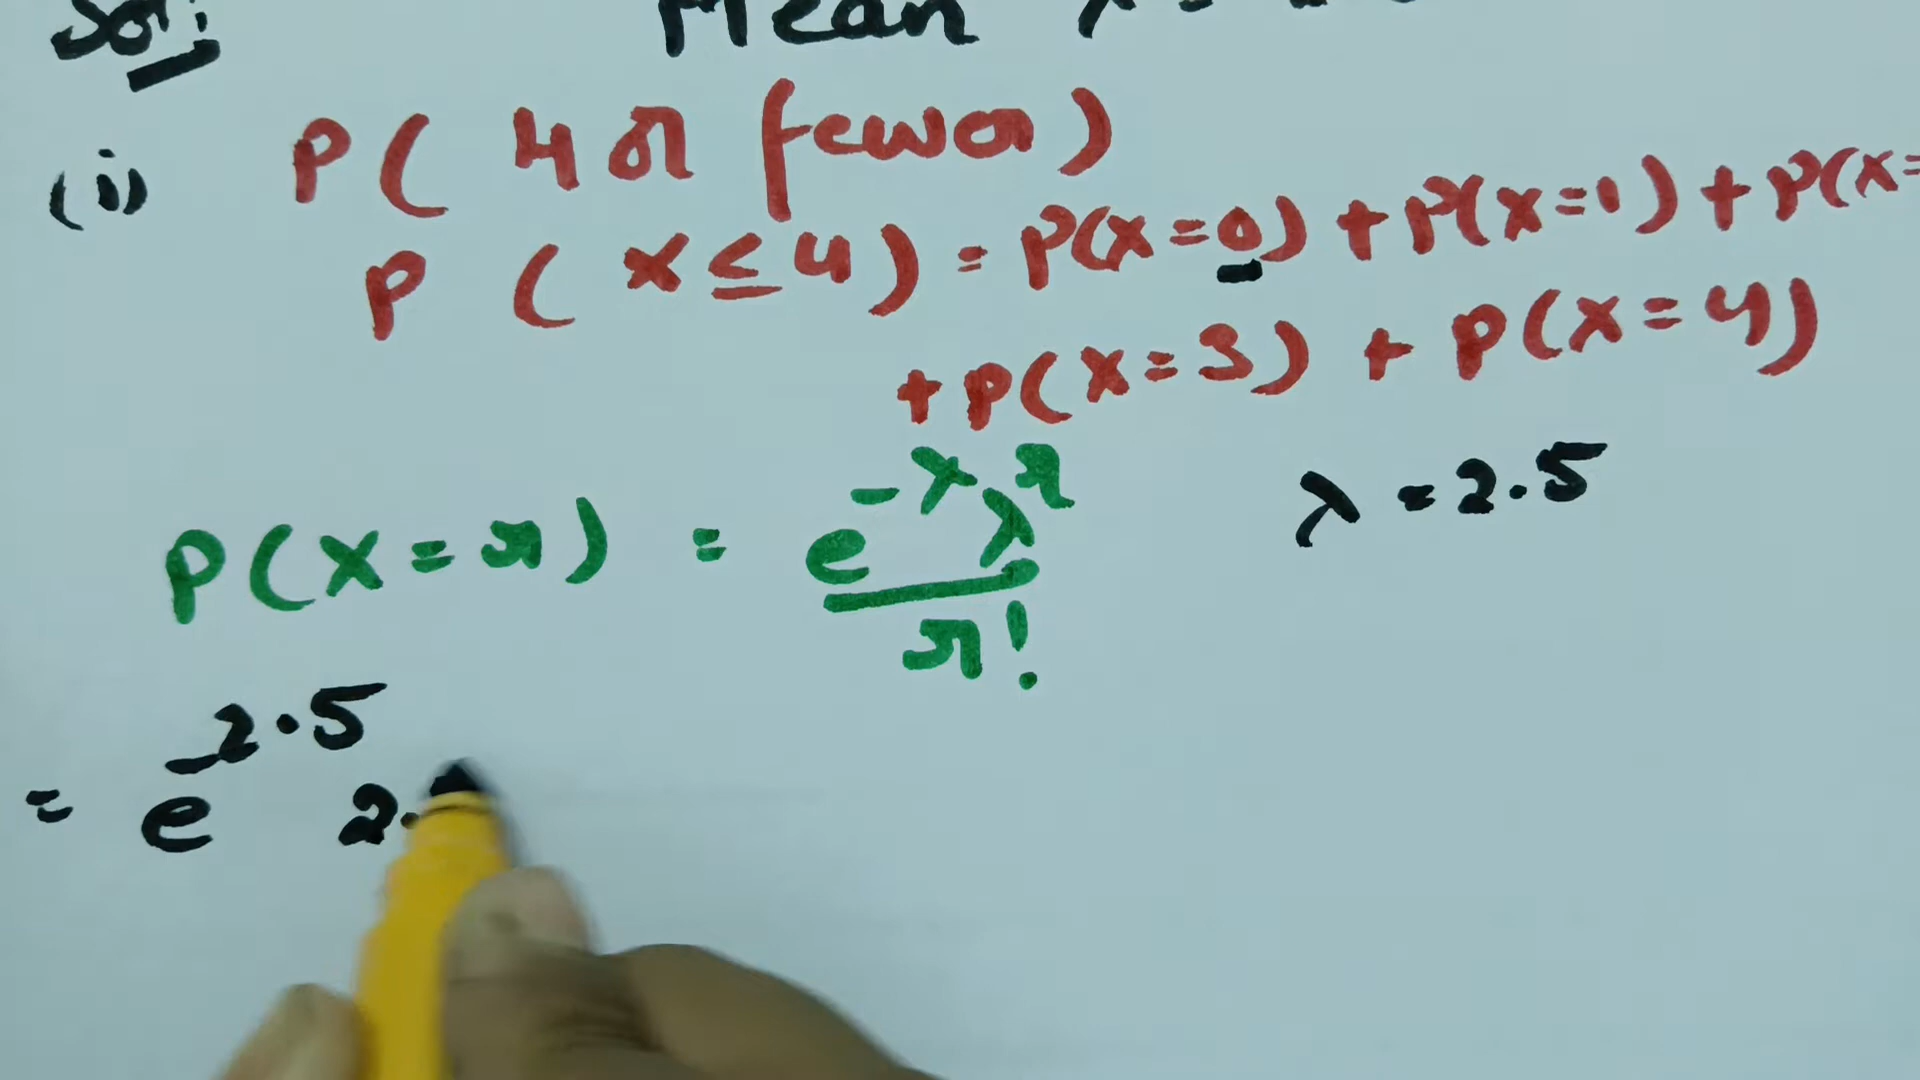 Sol:
Mean λ =
(i) P( 4 or fewer)
P ( x ≤ 4 ) = P(x = 0) + P(x = 1) + P(x =
+ P(x = 3) + P(x = 4)
P(X = r) = e^-λ λ^r / r!
λ = 2.5
= e^-2.5 2.